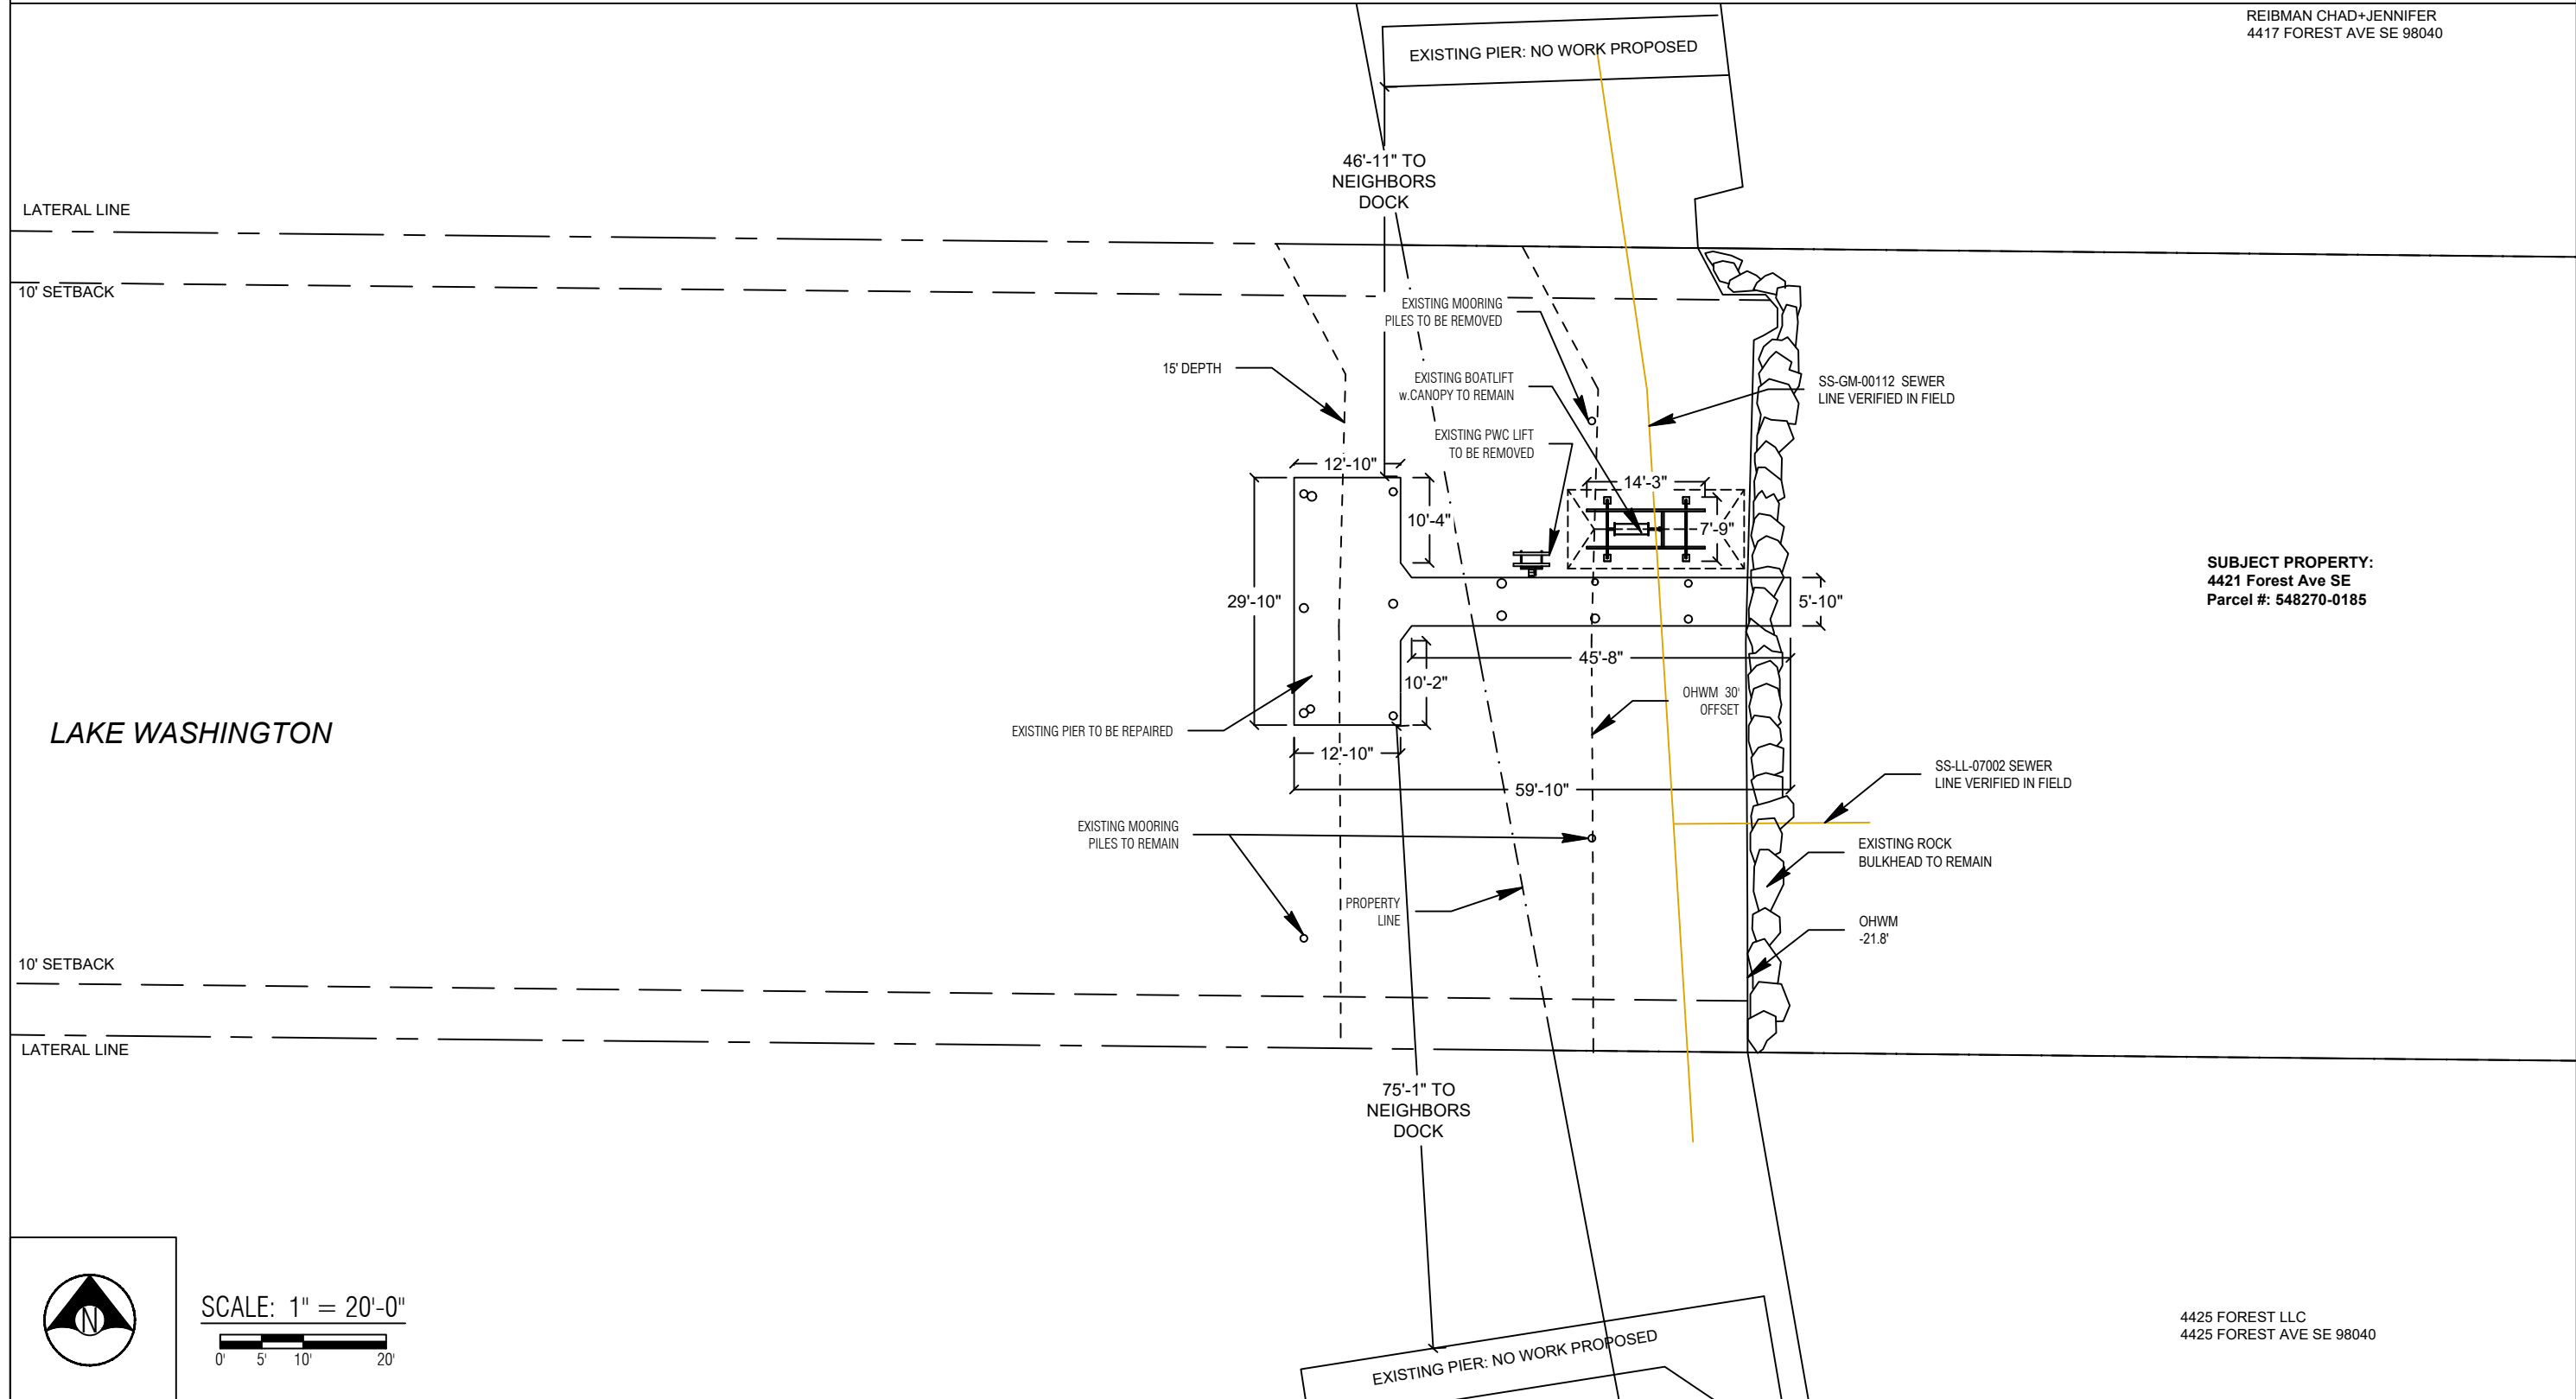 REIBMAN CHAD+JENNIFER
4417 FOREST AVE SE 98040
EXISTING PIER: NO WORK PROPOSED
46'-11" TO
NEIGHBORS
DOCK
LATERAL LINE
10' SETBACK
EXISTING MOORING
PILES TO BE REMOVED
15' DEPTH
EXISTING BOATLIFT
w.CANOPY TO REMAIN
SS-GM-00112 SEWER
LINE VERIFIED IN FIELD
EXISTING PWC LIFT
TO BE REMOVED
12'-10"
14'-3"
10'-4"
7'-9"
SUBJECT PROPERTY:
4421 Forest Ave SE
Parcel #: 548270-0185
29'-10"
5'-10"
45'-8"
10'-2"
OHWM 30'
OFFSET
LAKE WASHINGTON
EXISTING PIER TO BE REPAIRED
12'-10"
59'-10"
SS-LL-07002 SEWER
LINE VERIFIED IN FIELD
EXISTING MOORING
PILES TO REMAIN
EXISTING ROCK
BULKHEAD TO REMAIN
PROPERTY
LINE
OHWM
-21.8'
10' SETBACK
LATERAL LINE
75'-1" TO
NEIGHBORS
DOCK
N
SCALE: 1" = 20'-0"
0' 5' 10' 20'
EXISTING PIER: NO WORK PROPOSED
4425 FOREST LLC
4425 FOREST AVE SE 98040